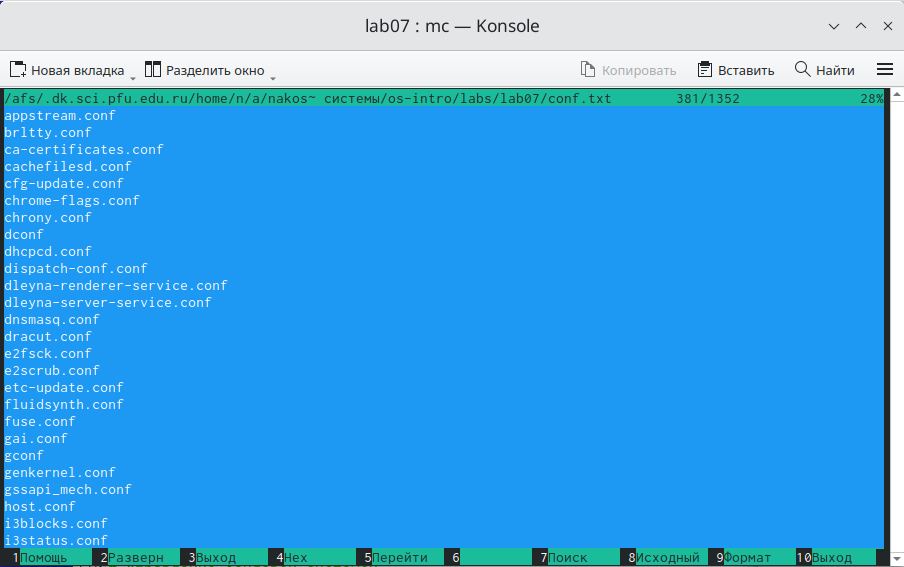 lab07 : mc — Konsole
Новая вкладка Разделить окно Копировать Вставить Найти
/afs/.dk.sci.pfu.edu.ru/home/n/a/nakos~ системы/os-intro/labs/lab07/conf.txt 381/1352 28%
appstream.conf
brltty.conf
ca-certificates.conf
cachefilesd.conf
cfg-update.conf
chrome-flags.conf
chrony.conf
dconf
dhcpcd.conf
dispatch-conf.conf
dleyna-renderer-service.conf
dleyna-server-service.conf
dnsmasq.conf
dracut.conf
e2fsck.conf
e2scrub.conf
etc-update.conf
fluidsynth.conf
fuse.conf
gai.conf
gconf
genkernel.conf
gssapi_mech.conf
host.conf
i3blocks.conf
i3status.conf
1Помощь 2Разверн 3Выход 4Hex 5Перейти 6 7Поиск 8Исходный 9Формат 10Выход